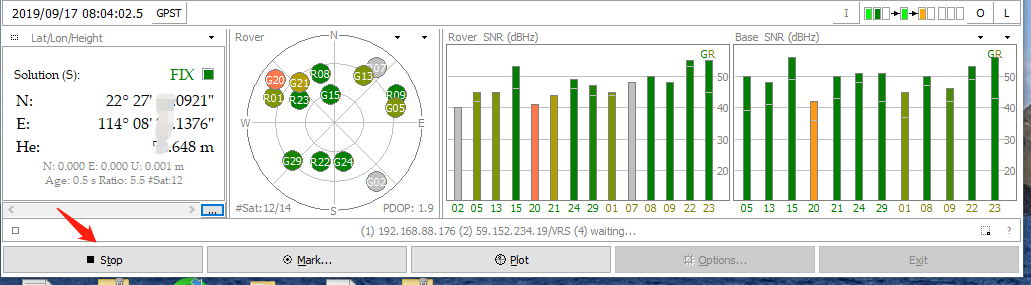 2019/09/17 08:04:02.5 GPST I O L
Lat/Lon/Height
Solution (S): FIX
N: 22° 27' .0921"
E: 114° 08' .1376"
He: .648 m
N: 0.000 E: 0.000 U: 0.001 m
Age: 0.5 s Ratio: 5.5 #Sat:12
...
Rover
N
G20 G21 R08 G13
R01 R23 G15 R09
G05
W E
G29 R22 G24
G02
#Sat:12/14 S PDOP: 1.9
Rover SNR (dBHz)
GR
50
40
30
20
02 05 13 15 20 21 24 29 01 07 08 09 22 23
Base SNR (dBHz)
GR
50
40
30
20
05 13 15 20 21 24 29 01 08 09 22 23
(1) 192.168.88.176 (2) 59.152.234.19/VRS (4) waiting... ?
Stop Mark... Plot Options... Exit